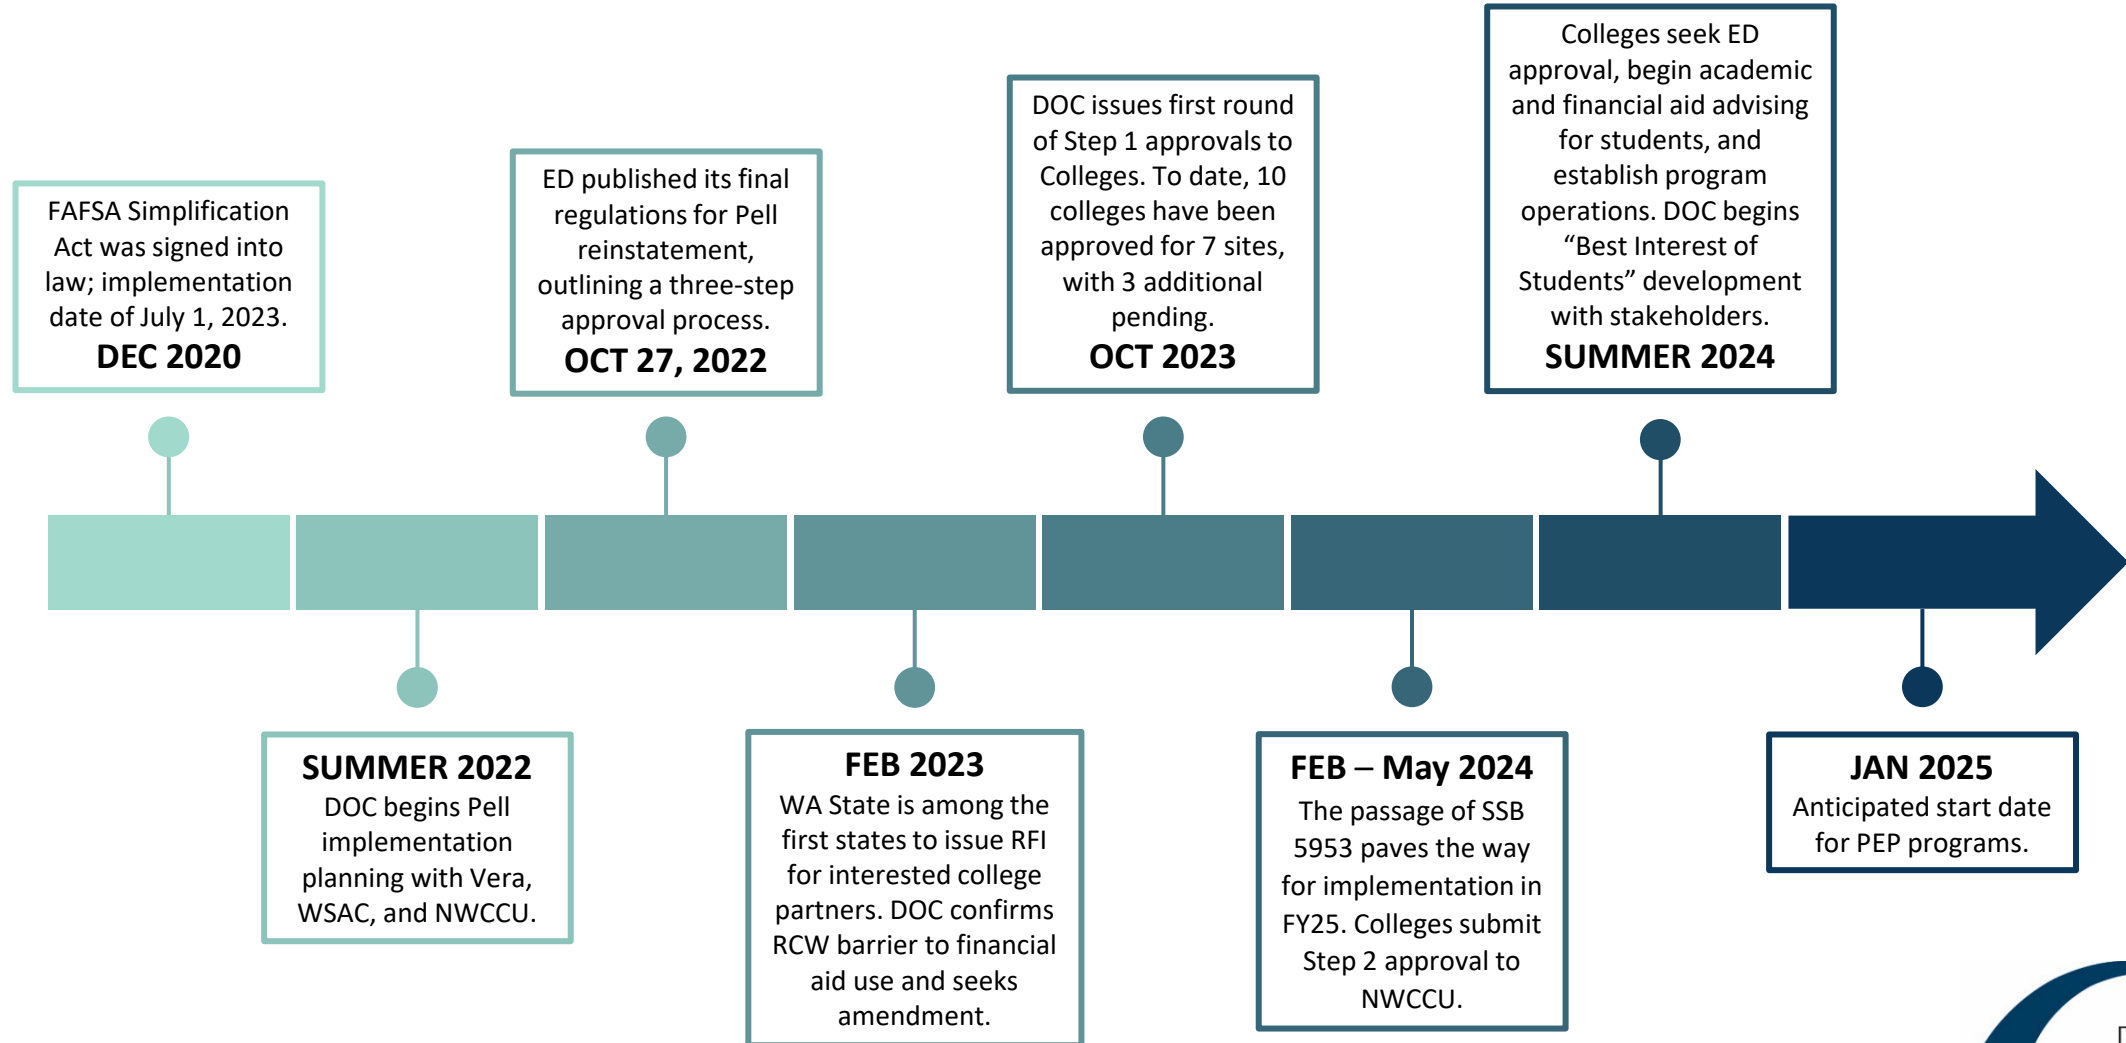 FAFSA Simplification
Act was signed into
law; implementation
date of July 1, 2023.
DEC 2020
SUMMER 2022
DOC begins Pell
implementation
planning with Vera,
WSAC, and NWCCU.
ED published its final
regulations for Pell
reinstatement,
outlining a three-step
approval process.
OCT 27, 2022
FEB 2023
WA State is among the
first states to issue RFI
for interested college
partners. DOC confirms
RCW barrier to financial
aid use and seeks
amendment.
DOC issues first round
of Step 1 approvals to
Colleges. To date, 10
colleges have been
approved for 7 sites,
with 3 additional
pending.
OCT 2023
FEB – May 2024
The passage of SSB
5953 paves the way
for implementation in
FY25. Colleges submit
Step 2 approval to
NWCCU.
Colleges seek ED
approval, begin academic
and financial aid advising
for students, and
establish program
operations. DOC begins
“Best Interest of
Students” development
with stakeholders.
SUMMER 2024
JAN 2025
Anticipated start date
for PEP programs.